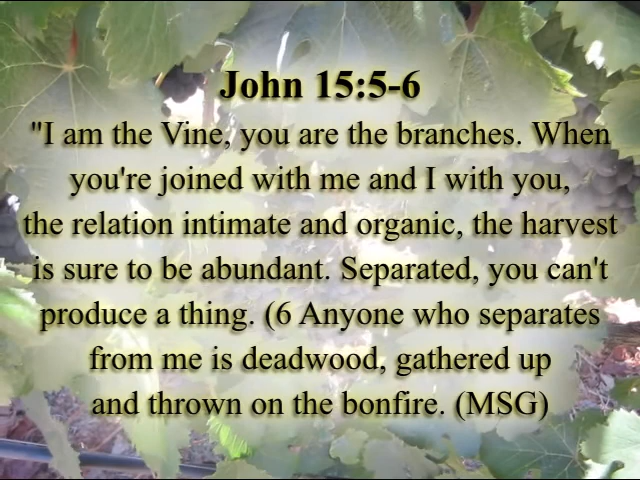 John 15:5-6
"I am the Vine, you are the branches. When
you're joined with me and I with you,
the relation intimate and organic, the harvest
is sure to be abundant. Separated, you can't
produce a thing. (6 Anyone who separates
from me is deadwood, gathered up
and thrown on the bonfire. (MSG)